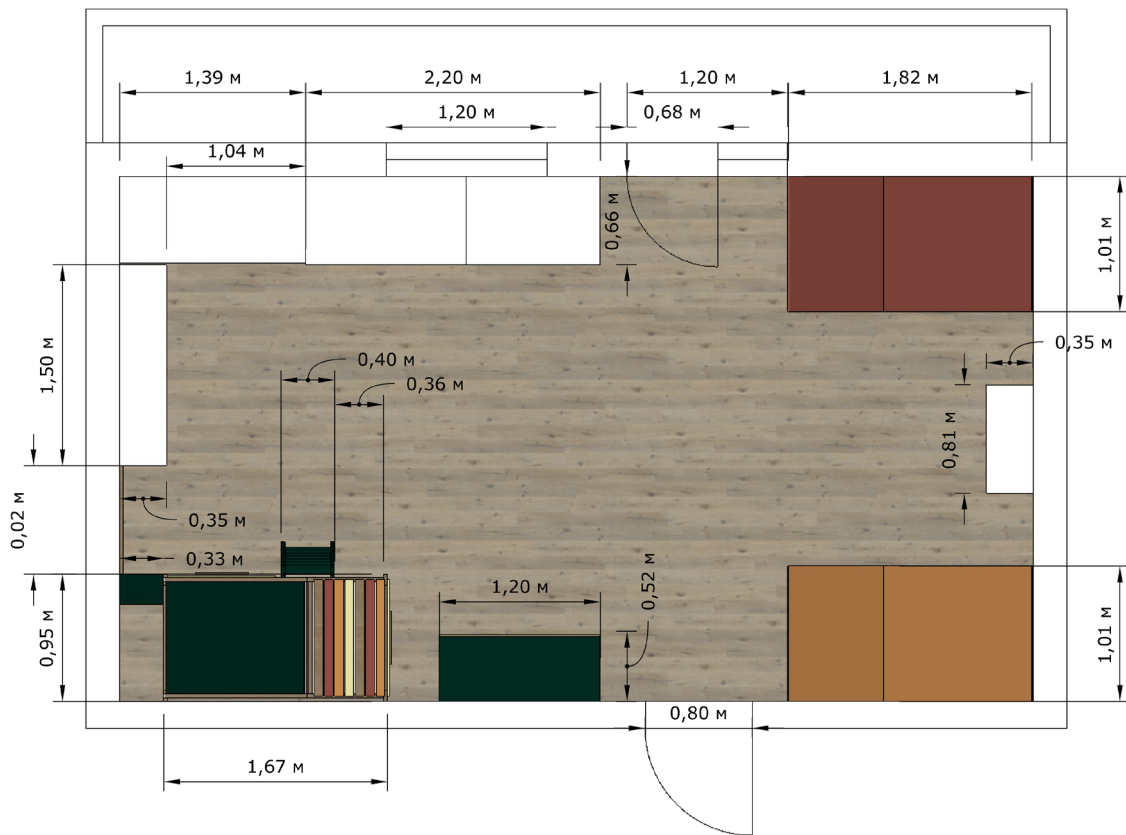 1,39 м
2,20 м
1,20 м
1,82 м
1,20 м
0,68 м
1,04 м
0,66 м
1,01 м
1,50 м
0,40 м
0,36 м
0,35 м
0,81 м
0,02 м
0,35 м
0,33 м
0,95 м
1,20 м
0,52 м
1,01 м
0,80 м
1,67 м